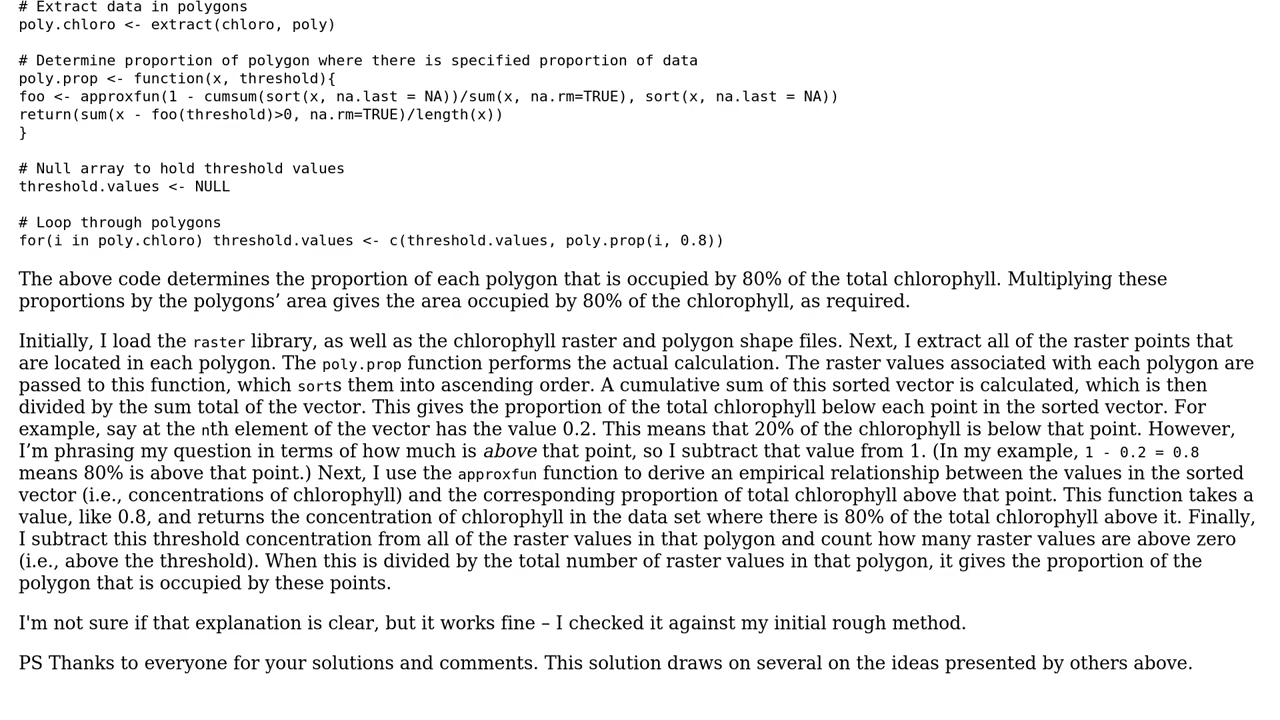 # Extract data in polygons
poly.chloro <- extract(chloro, poly)
# Determine proportion of polygon where there is specified proportion of data
poly.prop <- function(x, threshold){
foo <- approxfun(1 - cumsum(sort(x, na.last = NA))/sum(x, na.rm=TRUE), sort(x, na.last = NA))
return(sum(x - foo(threshold)>0, na.rm=TRUE)/length(x))
}
# Null array to hold threshold values
threshold.values <- NULL
# Loop through polygons
for(i in poly.chloro) threshold.values <- c(threshold.values, poly.prop(i, 0.8))
The above code determines the proportion of each polygon that is occupied by 80% of the total chlorophyll. Multiplying these
proportions by the polygons’ area gives the area occupied by 80% of the chlorophyll, as required.
Initially, I load the raster library, as well as the chlorophyll raster and polygon shape files. Next, I extract all of the raster points that
are located in each polygon. The poly.prop function performs the actual calculation. The raster values associated with each polygon are
passed to this function, which sorts them into ascending order. A cumulative sum of this sorted vector is calculated, which is then
divided by the sum total of the vector. This gives the proportion of the total chlorophyll below each point in the sorted vector. For
example, say at the nth element of the vector has the value 0.2. This means that 20% of the chlorophyll is below that point. However,
I’m phrasing my question in terms of how much is above that point, so I subtract that value from 1. (In my example, 1 - 0.2 = 0.8
means 80% is above that point.) Next, I use the approxfun function to derive an empirical relationship between the values in the sorted
vector (i.e., concentrations of chlorophyll) and the corresponding proportion of total chlorophyll above that point. This function takes a
value, like 0.8, and returns the concentration of chlorophyll in the data set where there is 80% of the total chlorophyll above it. Finally,
I subtract this threshold concentration from all of the raster values in that polygon and count how many raster values are above zero
(i.e., above the threshold). When this is divided by the total number of raster values in that polygon, it gives the proportion of the
polygon that is occupied by these points.
I'm not sure if that explanation is clear, but it works fine – I checked it against my initial rough method.
PS Thanks to everyone for your solutions and comments. This solution draws on several on the ideas presented by others above.